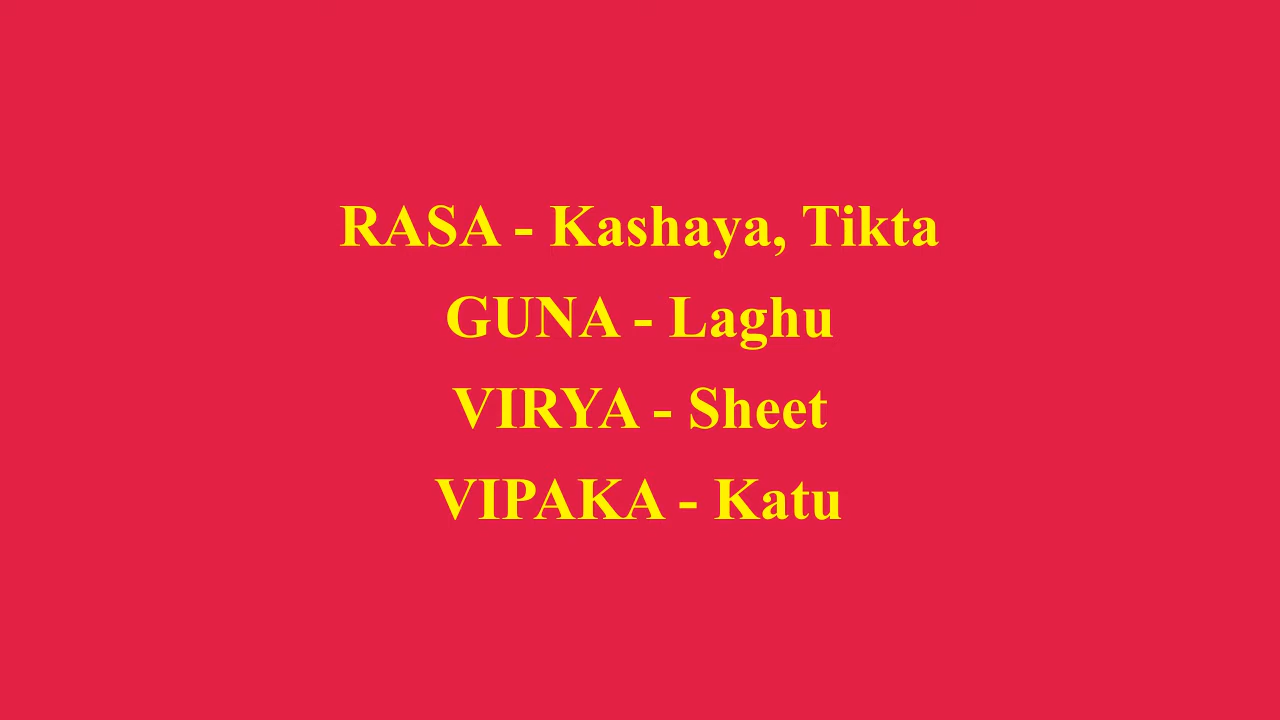 RASA - Kashaya, Tikta
GUNA - Laghu
VIRYA - Sheet
VIPAKA - Katu